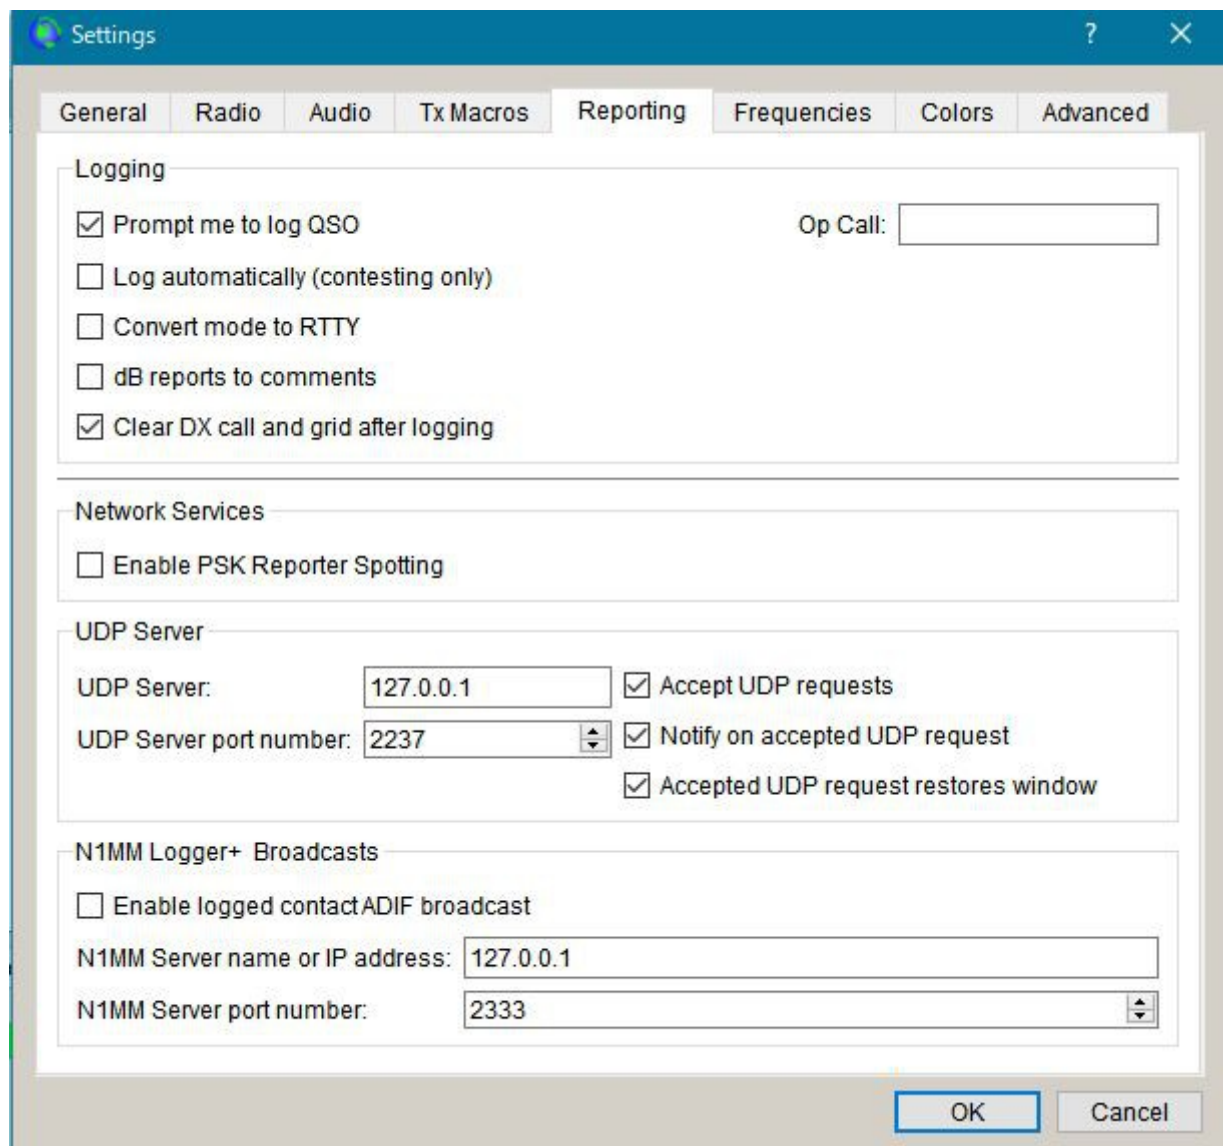 Settings
General Radio Audio Tx Macros Reporting Frequencies Colors Advanced
Logging
Prompt me to log QSO Op Call:
Log automatically (contesting only)
Convert mode to RTTY
dB reports to comments
Clear DX call and grid after logging
Network Services
Enable PSK Reporter Spotting
UDP Server
UDP Server: 127.0.0.1 Accept UDP requests
UDP Server port number: 2237 Notify on accepted UDP request
Accepted UDP request restores window
N1MM Logger+ Broadcasts
Enable logged contact ADIF broadcast
N1MM Server name or IP address: 127.0.0.1
N1MM Server port number: 2333
OK Cancel